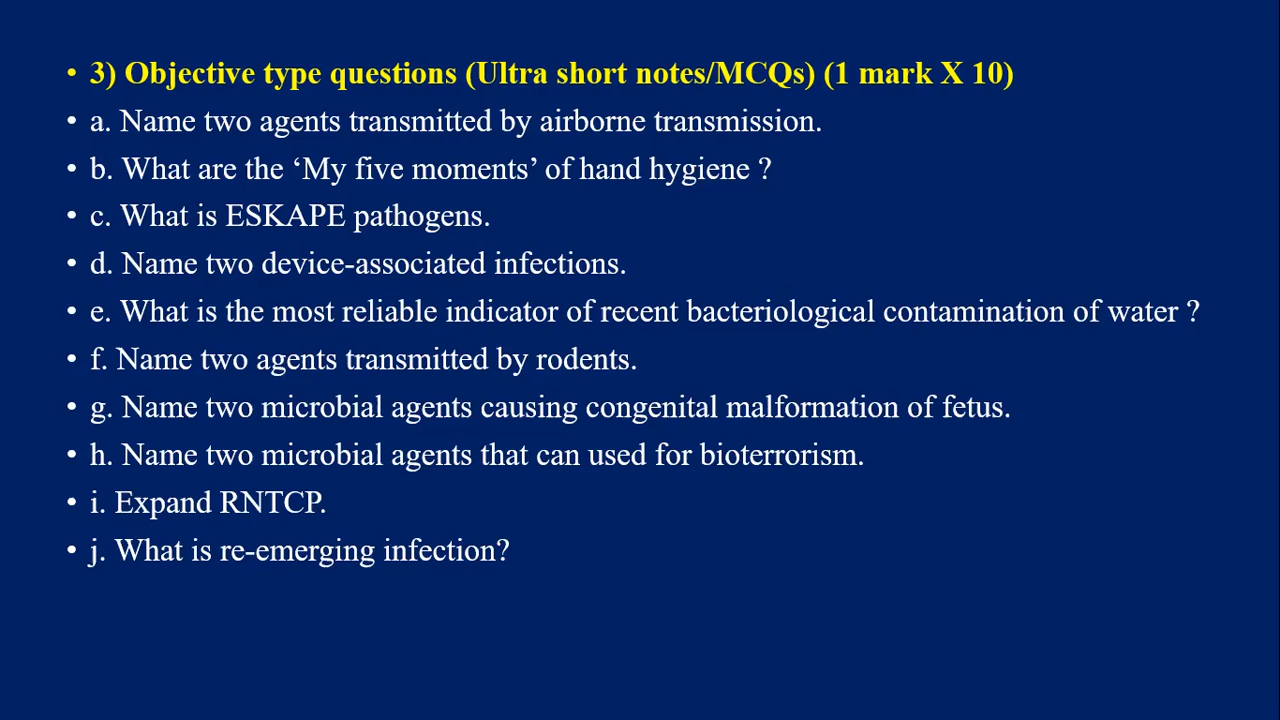 • 3) Objective type questions (Ultra short notes/MCQs) (1 mark X 10)
• a. Name two agents transmitted by airborne transmission.
• b. What are the ‘My five moments’ of hand hygiene ?
• c. What is ESKAPE pathogens.
• d. Name two device-associated infections.
• e. What is the most reliable indicator of recent bacteriological contamination of water ?
• f. Name two agents transmitted by rodents.
• g. Name two microbial agents causing congenital malformation of fetus.
• h. Name two microbial agents that can used for bioterrorism.
• i. Expand RNTCP.
• j. What is re-emerging infection?